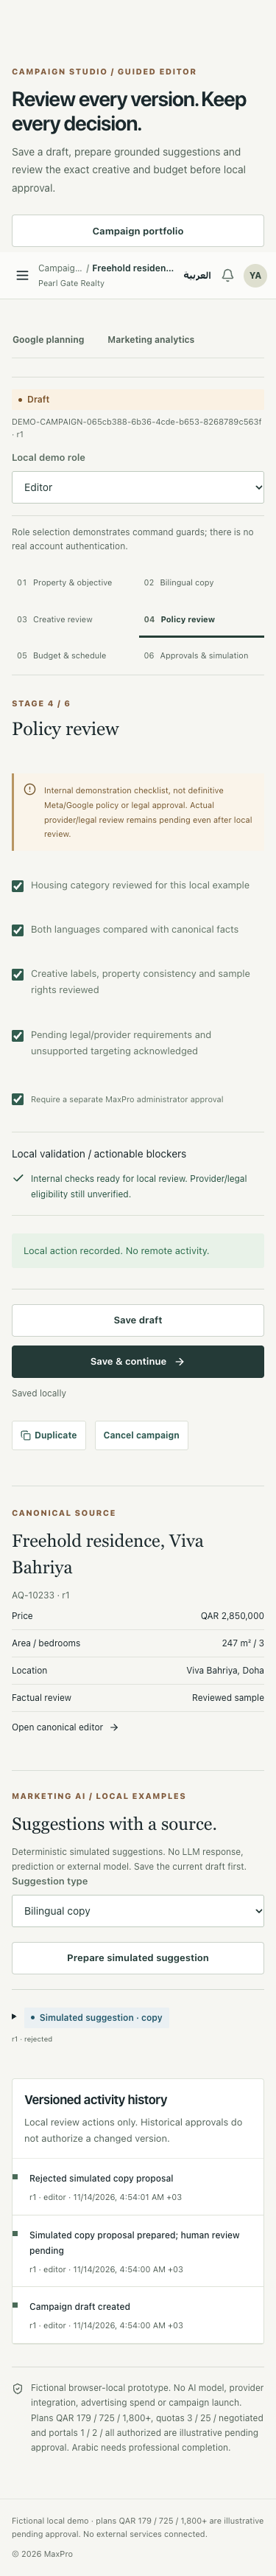 CAMPAIGN STUDIO / GUIDED EDITOR
Review every version. Keep
every decision.
Save a draft, prepare grounded suggestions and
review the exact creative and budget before local
approval.
Campaign portfolio
Campaig... / Freehold residen...
Pearl Gate Realty
العربية
YA
Google planning
Marketing analytics
Draft
DEMO-CAMPAIGN-065cb388-6b36-4cde-b653-8268789c563f
· r1
Local demo role
Editor
Role selection demonstrates command guards; there is no
real account authentication.
01 Property & objective
02 Bilingual copy
03 Creative review
04 Policy review
05 Budget & schedule
06 Approvals & simulation
STAGE 4 / 6
Policy review
Internal demonstration checklist, not definitive
Meta/Google policy or legal approval. Actual
provider/legal review remains pending even after local
review.
Housing category reviewed for this local example
Both languages compared with canonical facts
Creative labels, property consistency and sample
rights reviewed
Pending legal/provider requirements and
unsupported targeting acknowledged
Require a separate MaxPro administrator approval
Local validation / actionable blockers
Internal checks ready for local review. Provider/legal
eligibility still unverified.
Local action recorded. No remote activity.
Save draft
Save & continue →
Saved locally
Duplicate
Cancel campaign
CANONICAL SOURCE
Freehold residence, Viva
Bahriya
AQ-10233 · r1
Price
QAR 2,850,000
Area / bedrooms
247 m² / 3
Location
Viva Bahriya, Doha
Factual review
Reviewed sample
Open canonical editor →
MARKETING AI / LOCAL EXAMPLES
Suggestions with a source.
Deterministic simulated suggestions. No LLM response,
prediction or external model. Save the current draft first.
Suggestion type
Bilingual copy
Prepare simulated suggestion
Simulated suggestion · copy
r1 · rejected
Versioned activity history
Local review actions only. Historical approvals do
not authorize a changed version.
Rejected simulated copy proposal
r1 · editor · 11/14/2026, 4:54:01 AM +03
Simulated copy proposal prepared; human review
pending
r1 · editor · 11/14/2026, 4:54:00 AM +03
Campaign draft created
r1 · editor · 11/14/2026, 4:54:00 AM +03
Fictional browser-local prototype. No AI model, provider
integration, advertising spend or campaign launch.
Plans QAR 179 / 725 / 1,800+, quotas 3 / 25 / negotiated
and portals 1 / 2 / all authorized are illustrative pending
approval. Arabic needs professional completion.
Fictional local demo · plans QAR 179 / 725 / 1,800+ are illustrative
pending approval. No external services connected.
© 2026 MaxPro